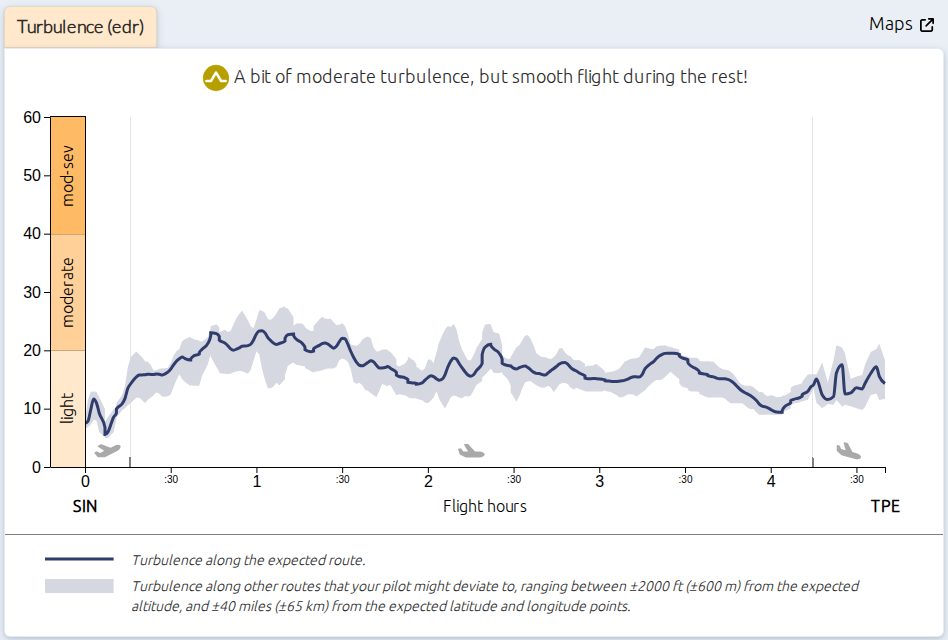 Turbulence (edr)
Maps
A bit of moderate turbulence, but smooth flight during the rest!
60
50
40
30
20
10
0
mod-sev
moderate
light
0 :30 1 :30 2 :30 3 :30 4 :30
SIN Flight hours TPE
Turbulence along the expected route.
Turbulence along other routes that your pilot might deviate to, ranging between ±2000 ft (±600 m) from the expected
altitude, and ±40 miles (±65 km) from the expected latitude and longitude points.